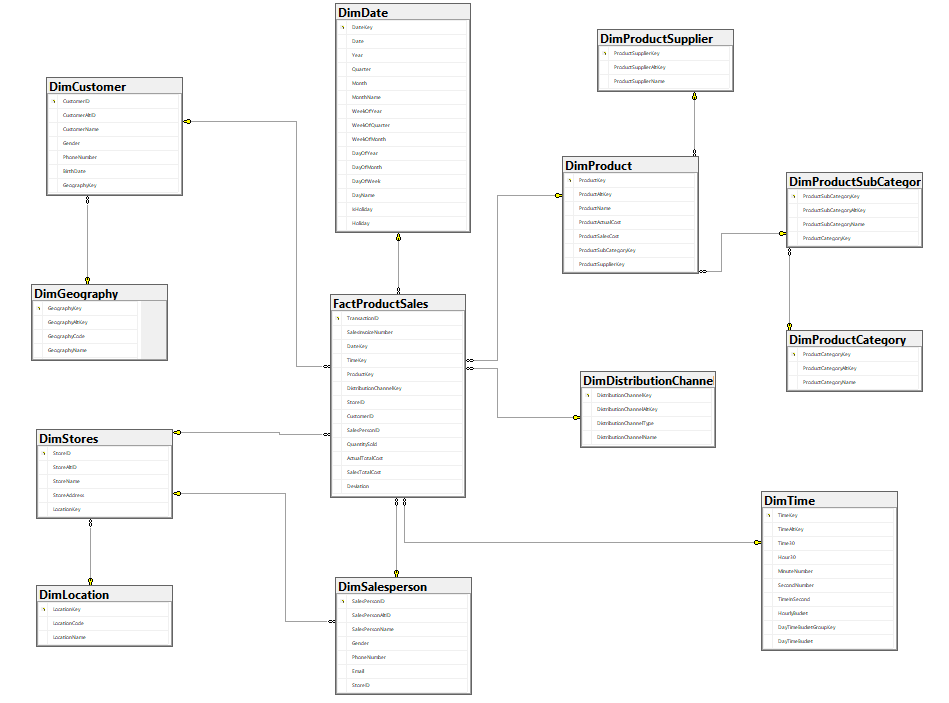 DimDate
DateKey
Date
Year
Quarter
Month
MonthName
WeekOfYear
WeekOfQuarter
WeekOfMonth
DayOfYear
DayOfMonth
DayOfWeek
DayName
IsHoliday
Holiday
DimProductSupplier
ProductSupplierKey
ProductSupplierAltKey
ProductSupplierName
DimCustomer
CustomerID
CustomerAltID
CustomerName
Gender
PhoneNumber
BirthDate
GeographyKey
DimProduct
ProductKey
ProductAltKey
ProductName
ProductActualCost
ProductSalesCost
ProductSubCategoryKey
ProductSupplierKey
DimProductSubCategor
ProductSubCategoryKey
ProductSubCategoryAltKey
ProductSubCategoryName
ProductCategoryKey
DimGeography
GeographyKey
GeographyAltKey
GeographyCode
GeographyName
FactProductSales
TransactionID
SalesInvoiceNumber
DateKey
TimeKey
ProductKey
DistributionChannelKey
StoreID
CustomerID
SalesPersonID
QuantitySold
ActualTotalCost
SalesTotalCost
Deviation
DimProductCategory
ProductCategoryKey
ProductCategoryAltKey
ProductCategoryName
DimDistributionChanne
DistributionChannelKey
DistributionChannelAltKey
DistributionChannelType
DistributionChannelName
DimStores
StoreID
StoreAltID
StoreName
StoreAddress
LocationKey
DimTime
TimeKey
TimeAltKey
Time30
Hour30
MinuteNumber
SecondNumber
TimeInSecond
HourlyBucket
DayTimeBucketGroupKey
DayTimeBucket
DimLocation
LocationKey
LocationCode
LocationName
DimSalesperson
SalesPersonID
SalesPersonAltID
SalesPersonName
Gender
PhoneNumber
Email
StoreID